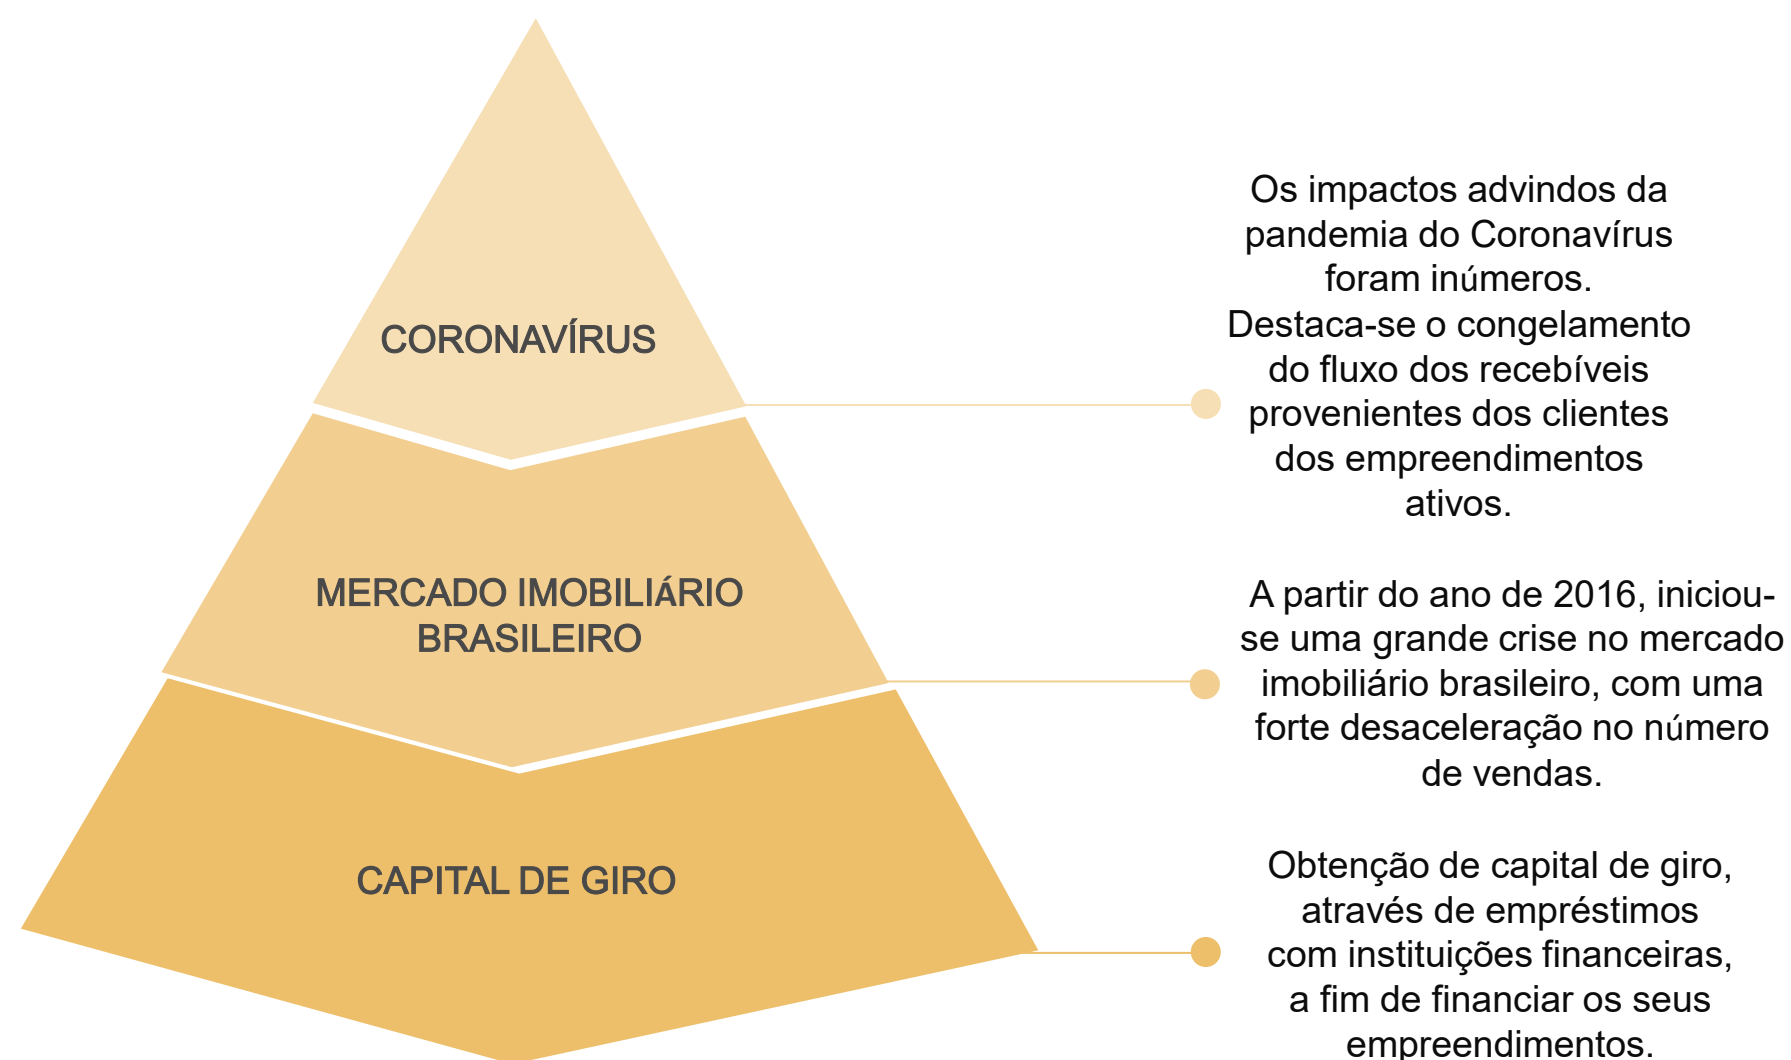 CORONAVÍRUS
Os impactos advindos da
pandemia do Coronavírus
foram inúmeros.
Destaca-se o congelamento
do fluxo dos recebíveis
provenientes dos clientes
dos empreendimentos
ativos.
MERCADO IMOBILIÁRIO
BRASILEIRO
A partir do ano de 2016, iniciou-
se uma grande crise no mercado
imobiliário brasileiro, com uma
forte desaceleração no número
de vendas.
CAPITAL DE GIRO
Obtenção de capital de giro,
através de empréstimos
com instituições financeiras,
a fim de financiar os seus
empreendimentos.